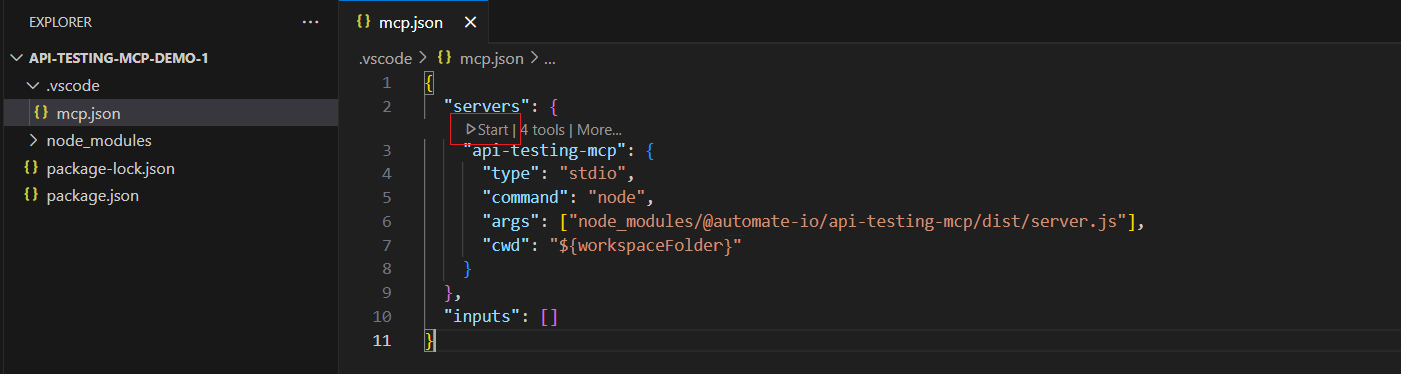 EXPLORER ...
API-TESTING-MCP-DEMO-1
.vscode
{} mcp.json
node_modules
{} package-lock.json
{} package.json
{} mcp.json ×
.vscode > {} mcp.json > ...
1 {
2 "servers": {
Start | 4 tools | More...
3 "api-testing-mcp": {
4 "type": "stdio",
5 "command": "node",
6 "args": ["node_modules/@automate-io/api-testing-mcp/dist/server.js"],
7 "cwd": "${workspaceFolder}"
8 }
9 },
10 "inputs": []
11 }